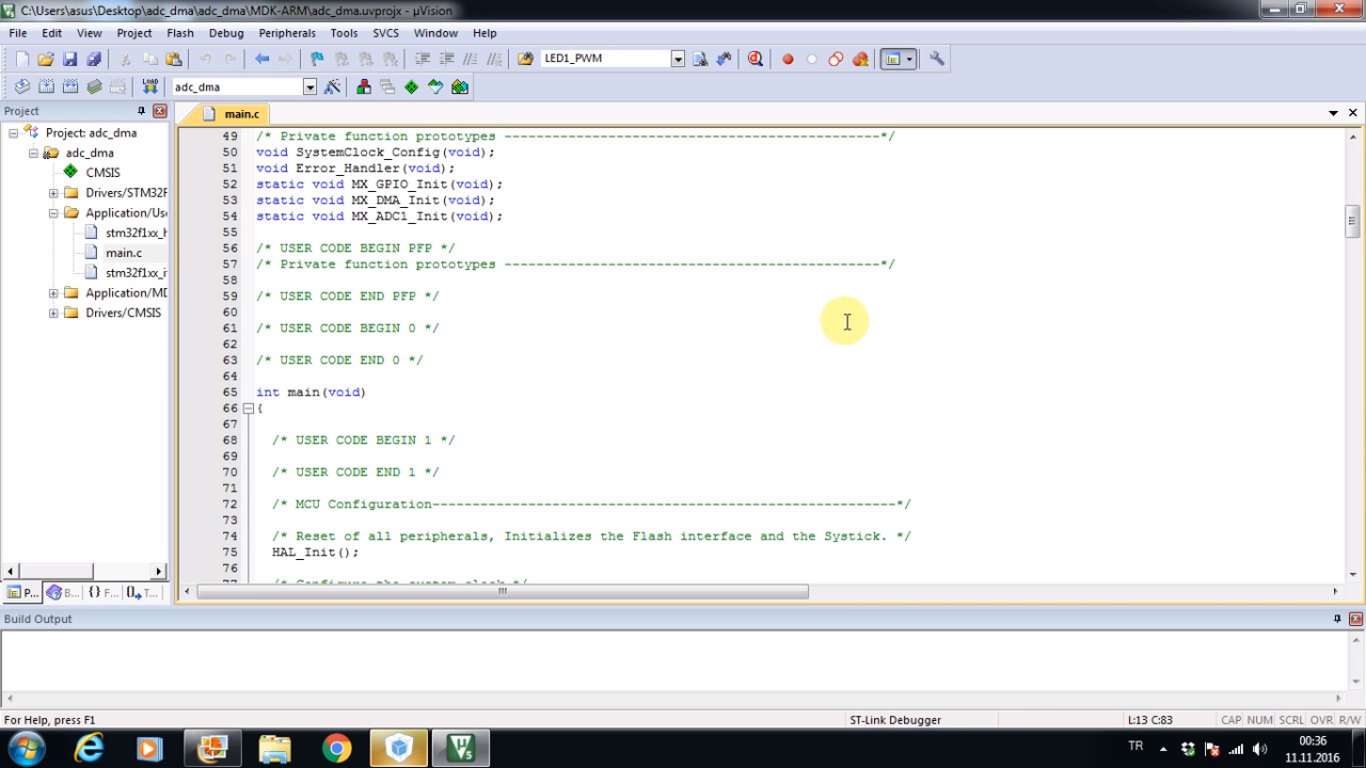 C:\Users\asus\Desktop\adc_dma\adc_dma\MDK-ARM\adc_dma.uvprojx - µVision
File Edit View Project Flash Debug Peripherals Tools SVCS Window Help
LED1_PWM
LOAD adc_dma
Project
main.c
Project: adc_dma
adc_dma
CMSIS
Drivers/STM32F
Application/Use
stm32f1xx_h
main.c
stm32f1xx_i
Application/MD
Drivers/CMSIS
P... B... {} F... T...
49 /* Private function prototypes -----------------------------------------------*/
50 void SystemClock_Config(void);
51 void Error_Handler(void);
52 static void MX_GPIO_Init(void);
53 static void MX_DMA_Init(void);
54 static void MX_ADC1_Init(void);
55
56 /* USER CODE BEGIN PFP */
57 /* Private function prototypes -----------------------------------------------*/
58
59 /* USER CODE END PFP */
60
61 /* USER CODE BEGIN 0 */
62
63 /* USER CODE END 0 */
64
65 int main(void)
66 {
67
68 /* USER CODE BEGIN 1 */
69
70 /* USER CODE END 1 */
71
72 /* MCU Configuration----------------------------------------------------------*/
73
74 /* Reset of all peripherals, Initializes the Flash interface and the Systick. */
75 HAL_Init();
76
77 /* Configure the system clock */
Build Output
For Help, press F1 ST-Link Debugger L:13 C:83 CAP NUM SCRL OVR R/W
TR 00:36
11.11.2016